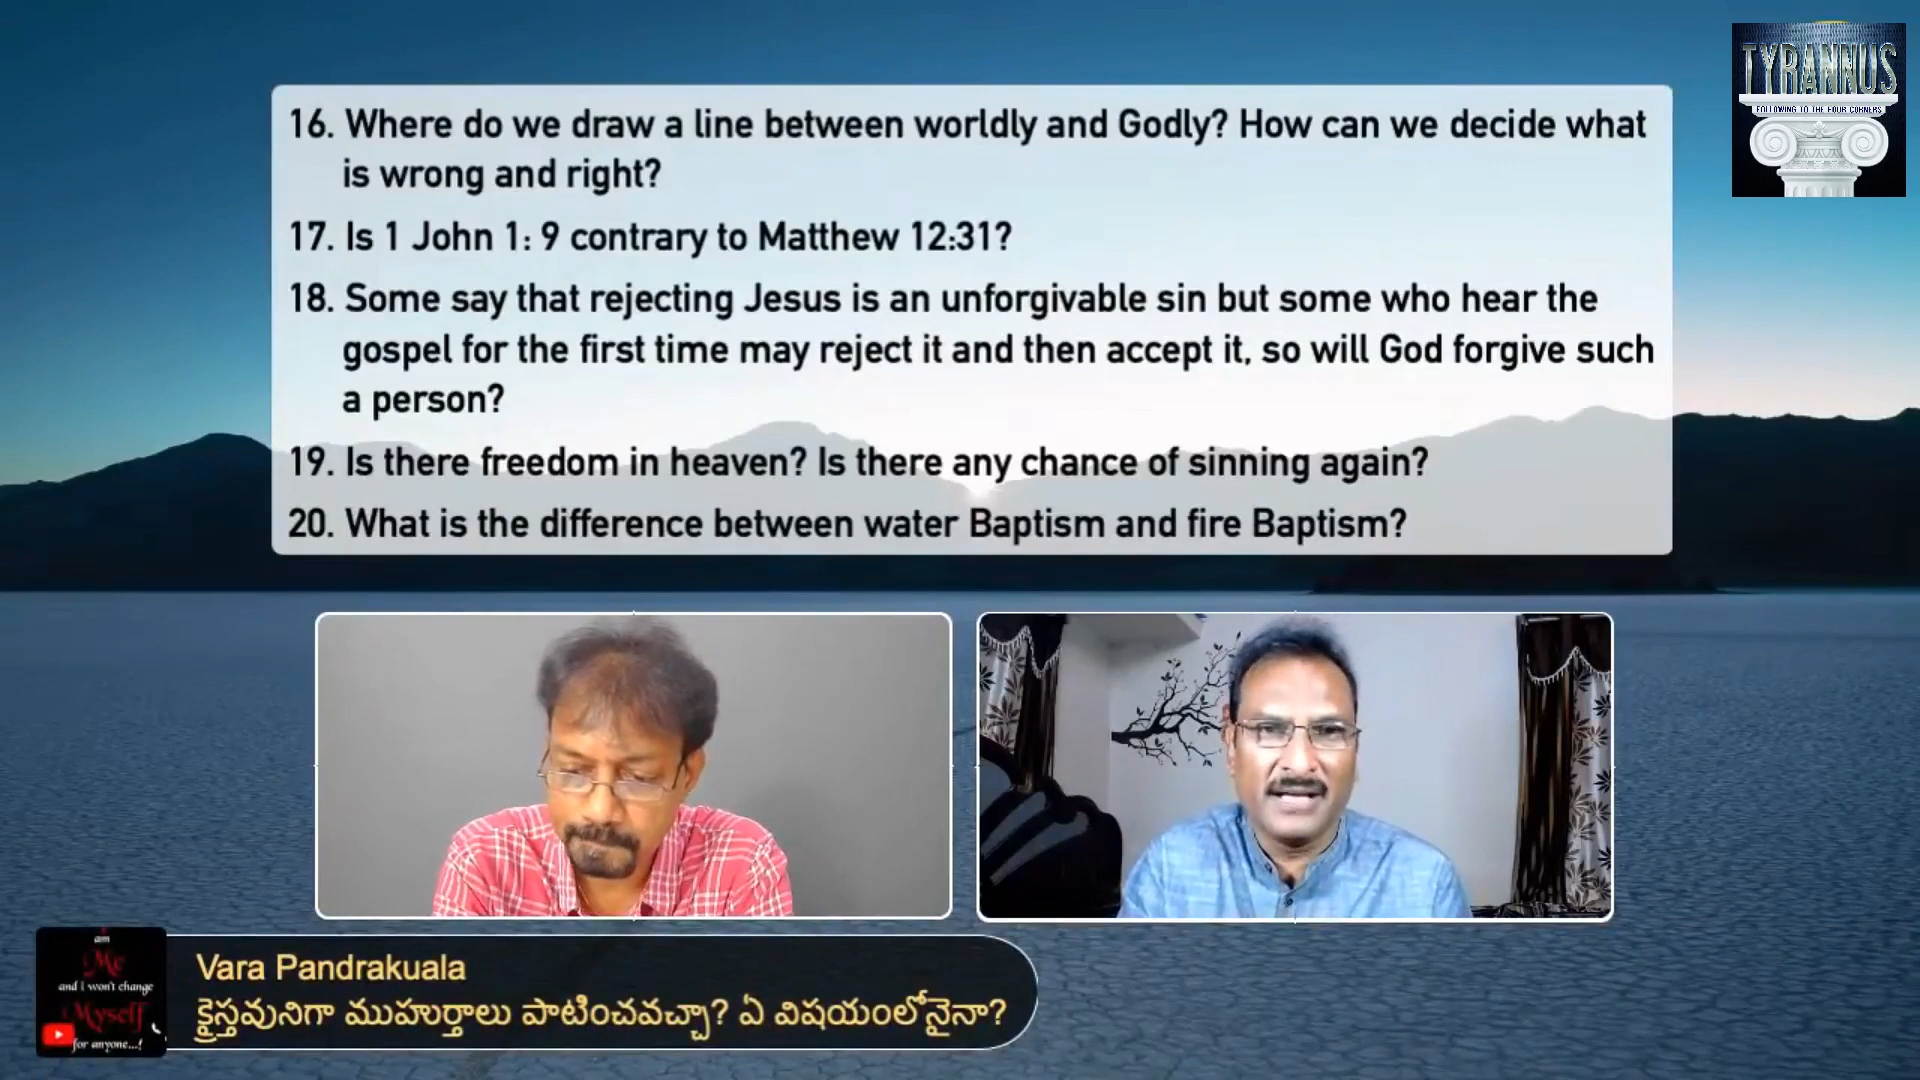 TYRANNUS
FOLLOWING TO THE FOUR CORNERS
16. Where do we draw a line between worldly and Godly? How can we decide what
is wrong and right?
17. Is 1 John 1: 9 contrary to Matthew 12:31?
18. Some say that rejecting Jesus is an unforgivable sin but some who hear the
gospel for the first time may reject it and then accept it, so will God forgive such
a person?
19. Is there freedom in heaven? Is there any chance of sinning again?
20. What is the difference between water Baptism and fire Baptism?
am
Me
and i won't change
Myself
for anyone...!
Vara Pandrakuala
క్రైస్తవునిగా ముహుర్తాలు పాటించవచ్చా? ఏ విషయంలోనైనా?